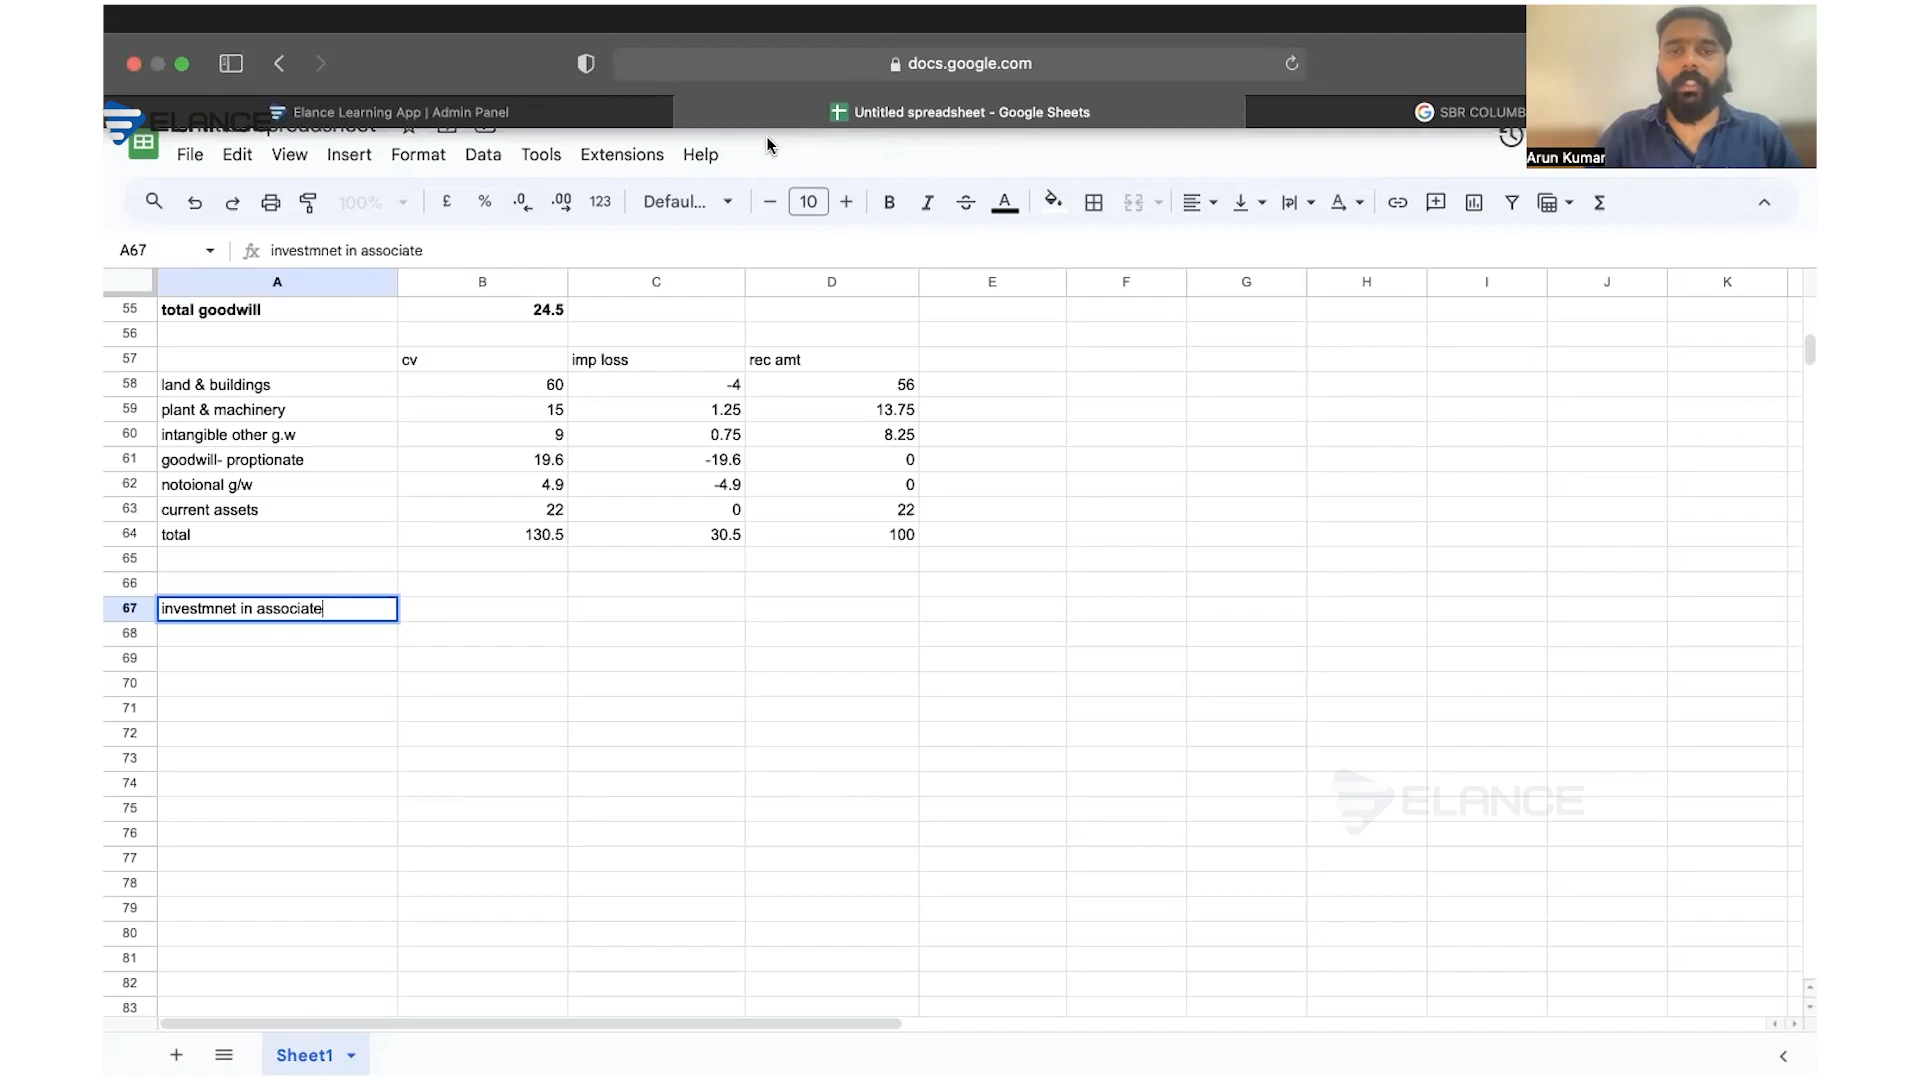 docs.google.com
Elance Learning App | Admin Panel
Untitled spreadsheet - Google Sheets
SBR COLUMB
ELANCE
Arun Kumar
File Edit View Insert Format Data Tools Extensions Help
100% £ % .0 .00 123 Defaul... 10 B I A
A67 fx investmnet in associate
A B C D E F G H I J K
55 total goodwill 24.5
56
57 cv imp loss rec amt
58 land & buildings 60 -4 56
59 plant & machinery 15 1.25 13.75
60 intangible other g.w 9 0.75 8.25
61 goodwill- proptionate 19.6 -19.6 0
62 notoional g/w 4.9 -4.9 0
63 current assets 22 0 22
64 total 130.5 30.5 100
65
66
67 investmnet in associate
68
69
70
71
72
73
74
75
76
77
78
79
80
81
82
83
ELANCE
Sheet1